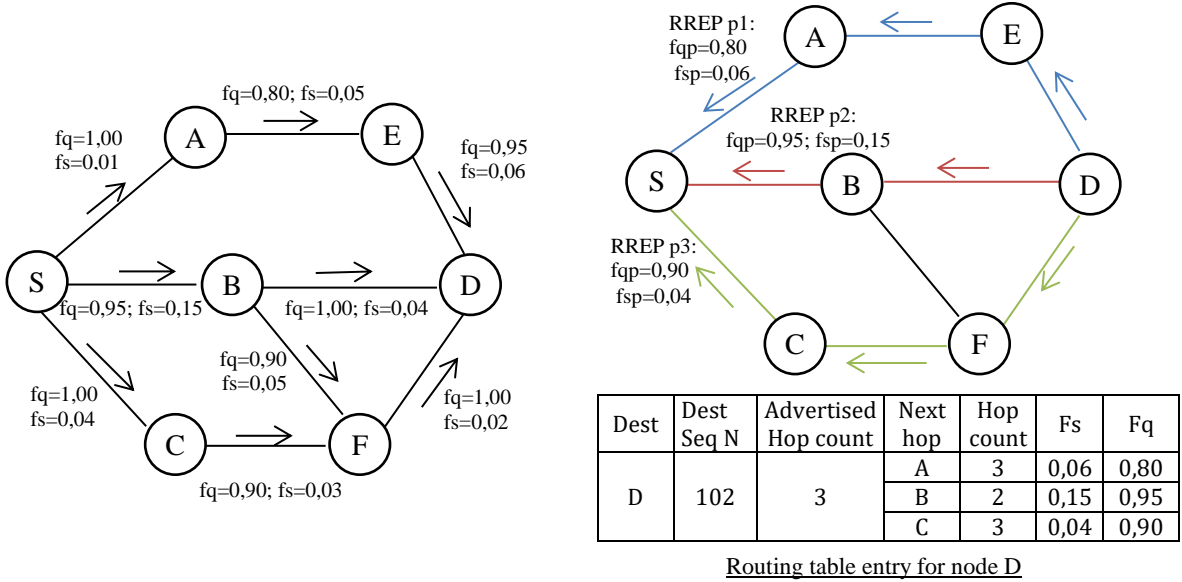 fq=0,80; fs=0,05
fq=1,00
fs=0,01
A
E
fq=0,95
fs=0,06
S
B
D
fq=0,95; fs=0,15
fq=1,00; fs=0,04
fq=0,90
fs=0,05
fq=1,00
fs=0,04
fq=1,00
fs=0,02
C
F
fq=0,90; fs=0,03
RREP p1:
fqp=0,80
fsp=0,06
A
E
RREP p2:
fqp=0,95; fsp=0,15
S
B
D
RREP p3:
fqp=0,90
fsp=0,04
C
F
Dest | Dest Seq N | Advertised Hop count | Next hop | Hop count | Fs | Fq
D | 102 | 3 | A | 3 | 0,06 | 0,80
B | 2 | 0,15 | 0,95
C | 3 | 0,04 | 0,90
Routing table entry for node D